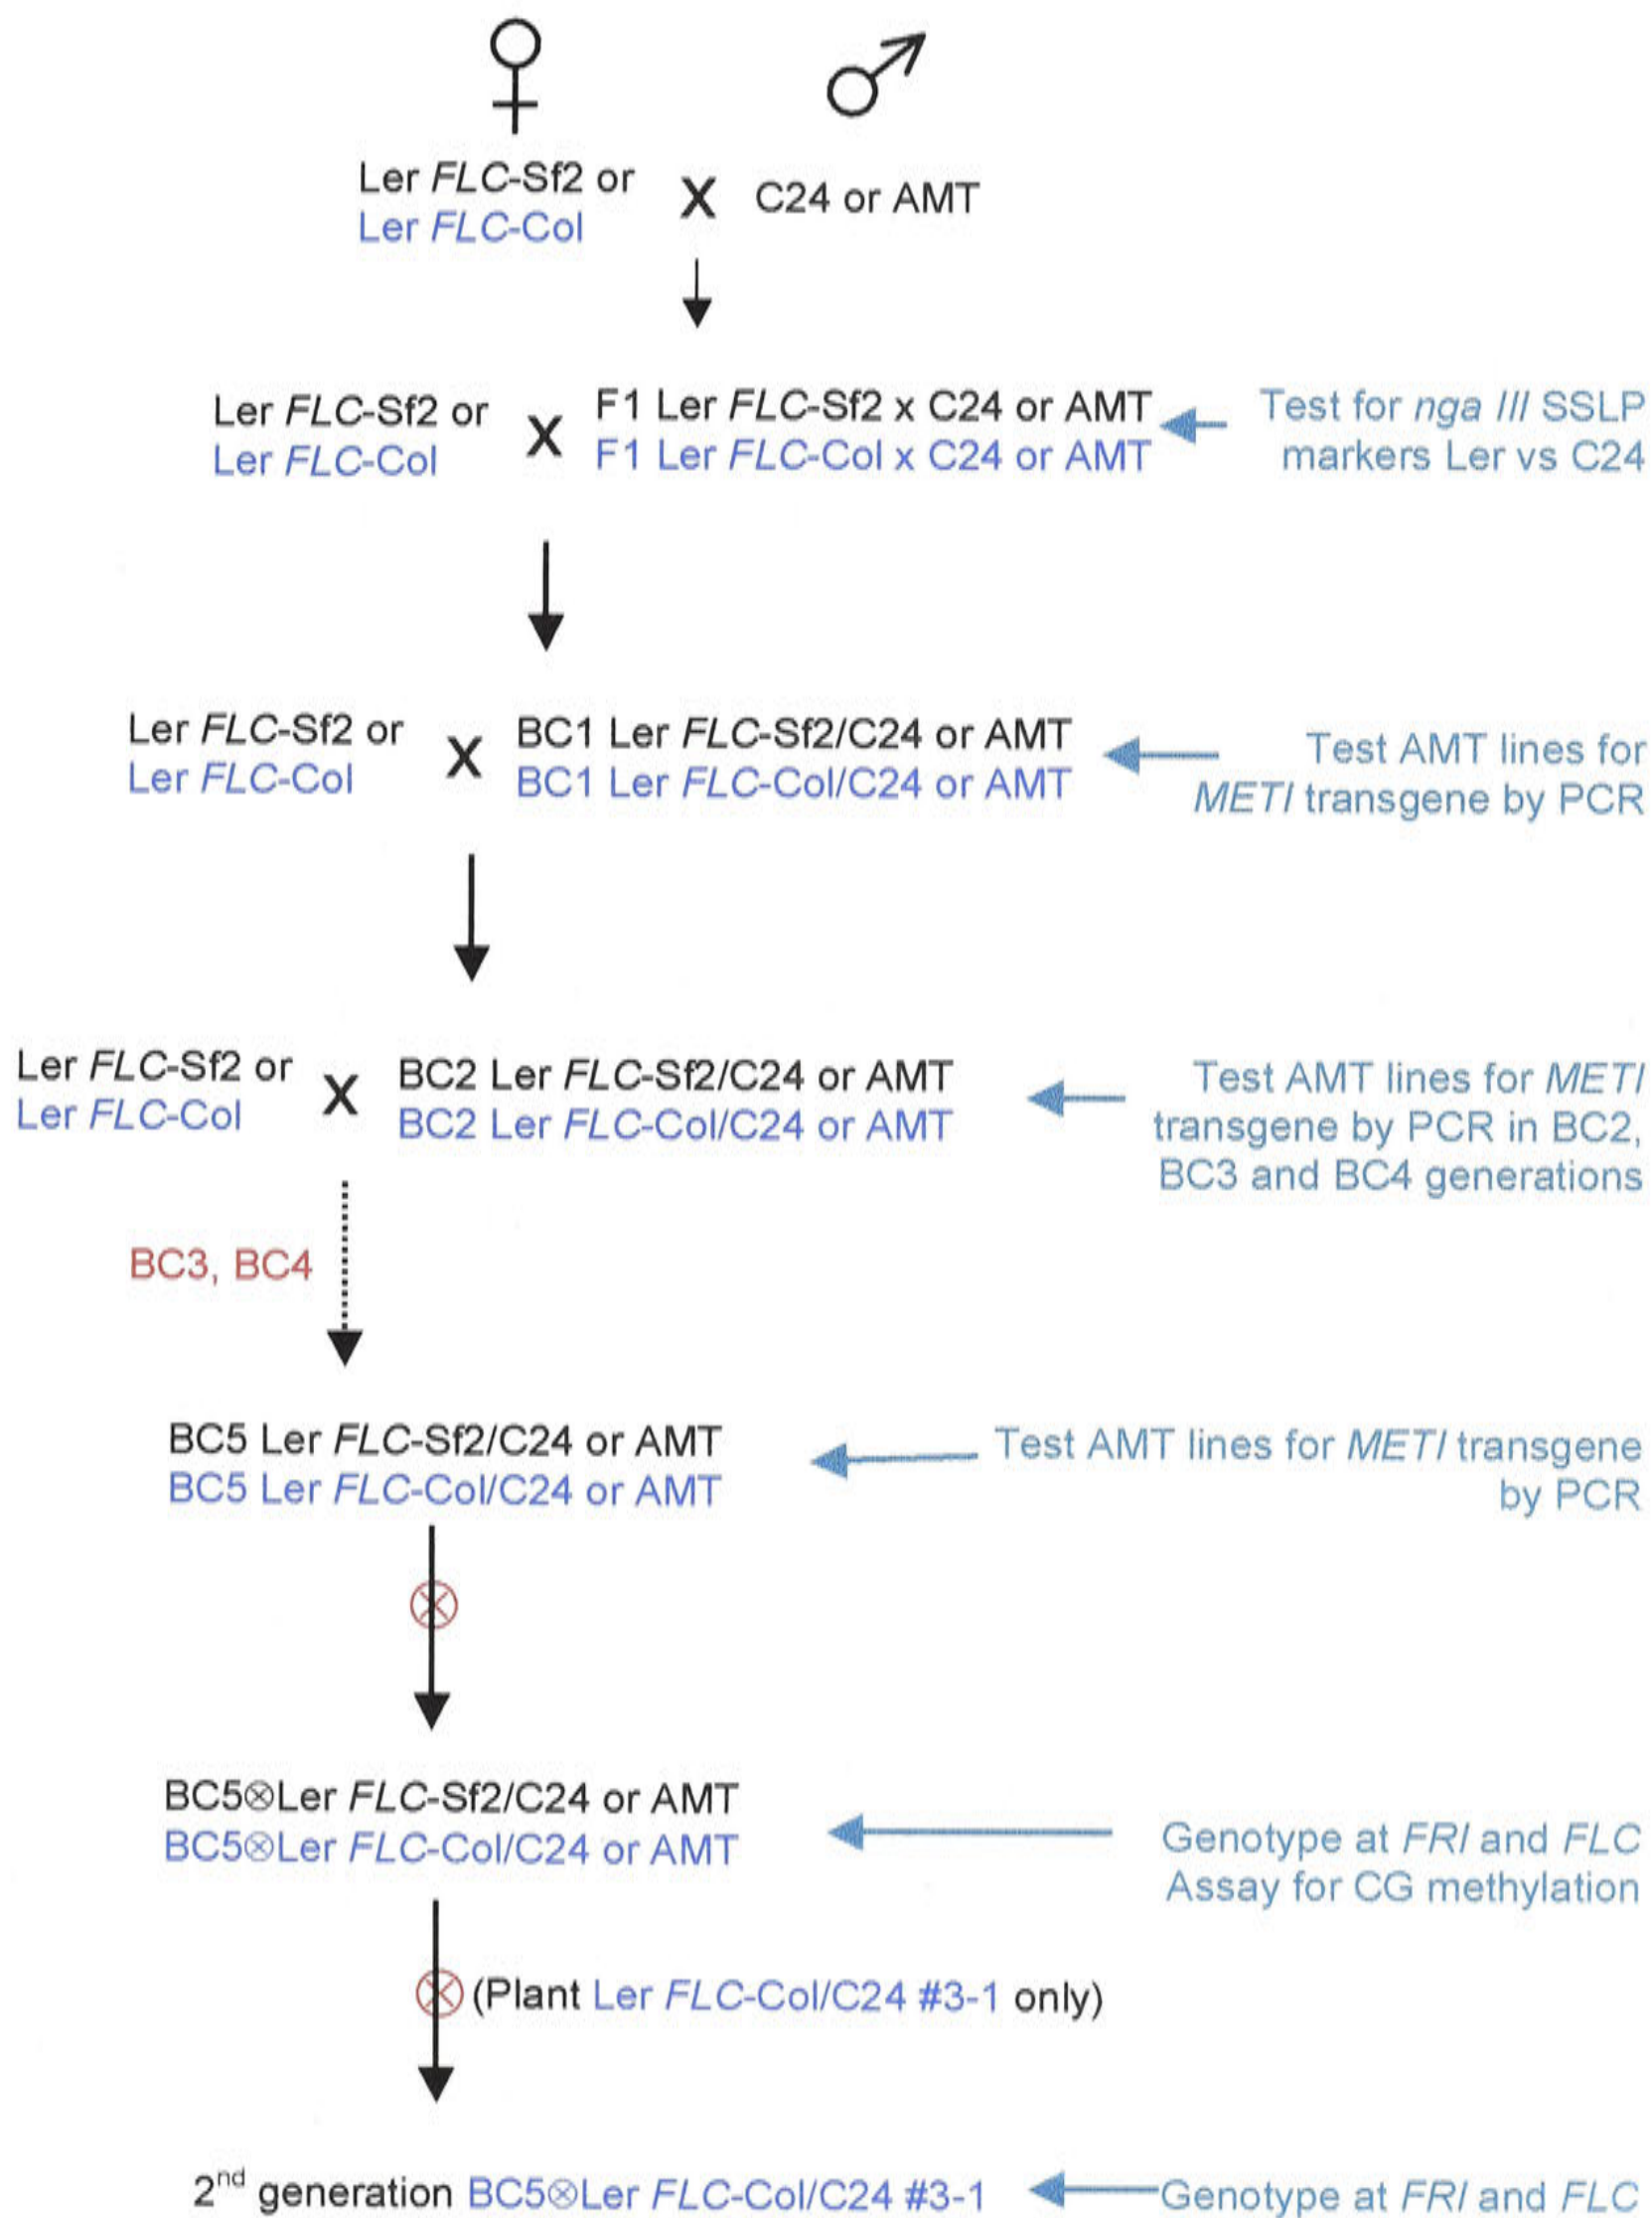 ♀ ♂
Ler FLC-Sf2 or
Ler FLC-Col
X C24 or AMT
Ler FLC-Sf2 or
Ler FLC-Col
X
F1 Ler FLC-Sf2 x C24 or AMT
F1 Ler FLC-Col x C24 or AMT
Test for nga III SSLP
markers Ler vs C24
Ler FLC-Sf2 or
Ler FLC-Col
X
BC1 Ler FLC-Sf2/C24 or AMT
BC1 Ler FLC-Col/C24 or AMT
Test AMT lines for
METI transgene by PCR
Ler FLC-Sf2 or
Ler FLC-Col
X
BC2 Ler FLC-Sf2/C24 or AMT
BC2 Ler FLC-Col/C24 or AMT
Test AMT lines for METI
transgene by PCR in BC2,
BC3 and BC4 generations
BC3, BC4
BC5 Ler FLC-Sf2/C24 or AMT
BC5 Ler FLC-Col/C24 or AMT
Test AMT lines for METI transgene
by PCR
⊗
BC5⊗Ler FLC-Sf2/C24 or AMT
BC5⊗Ler FLC-Col/C24 or AMT
Genotype at FRI and FLC
Assay for CG methylation
⊗ (Plant Ler FLC-Col/C24 #3-1 only)
2nd generation BC5⊗Ler FLC-Col/C24 #3-1
Genotype at FRI and FLC